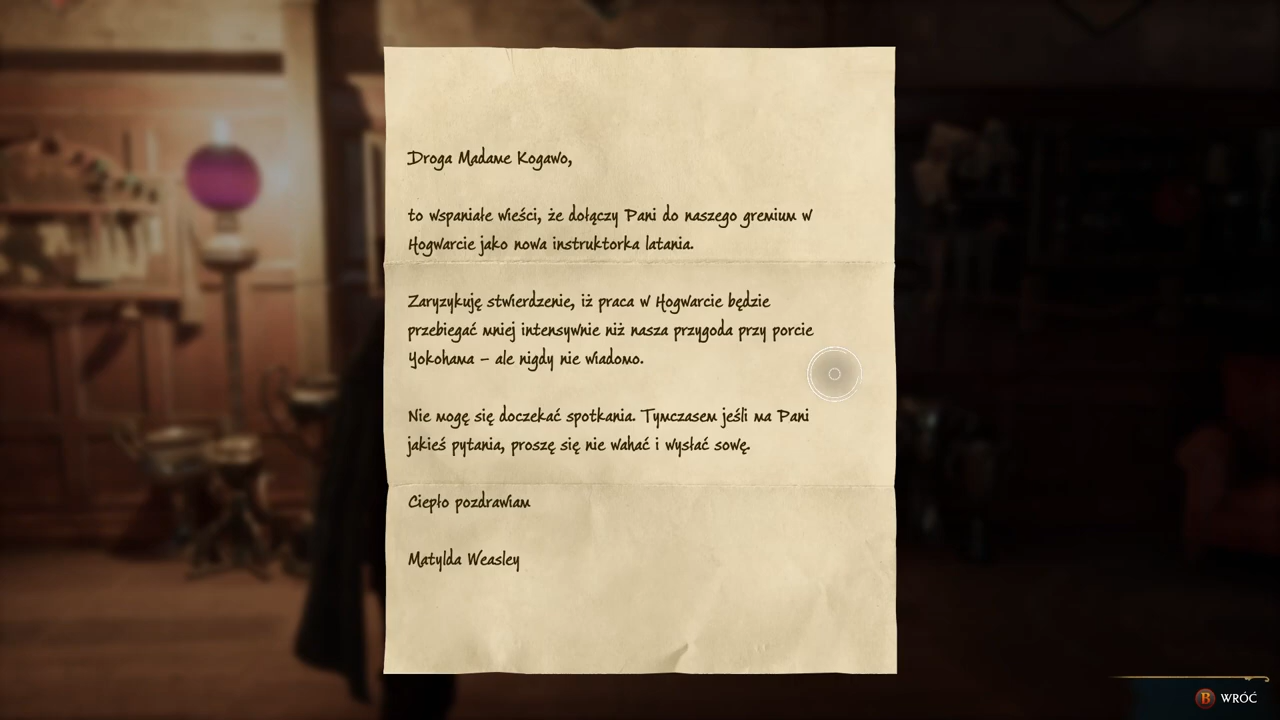 Droga Madame Kogawo,
to wspaniałe wieści, że dołączy Pani do naszego gremium w
Hogwarcie jako nowa instruktorka latania.
Zaryzykuję stwierdzenie, iż praca w Hogwarcie będzie
przebiegać mniej intensywnie niż nasza przygoda przy porcie
Yokohama – ale nigdy nie wiadomo.
Nie mogę się doczekać spotkania. Tymczasem jeśli ma Pani
jakieś pytania, proszę się nie wahać i wysłać sowę.
Ciepło pozdrawiam
Matylda Weasley
B WRÓĆ